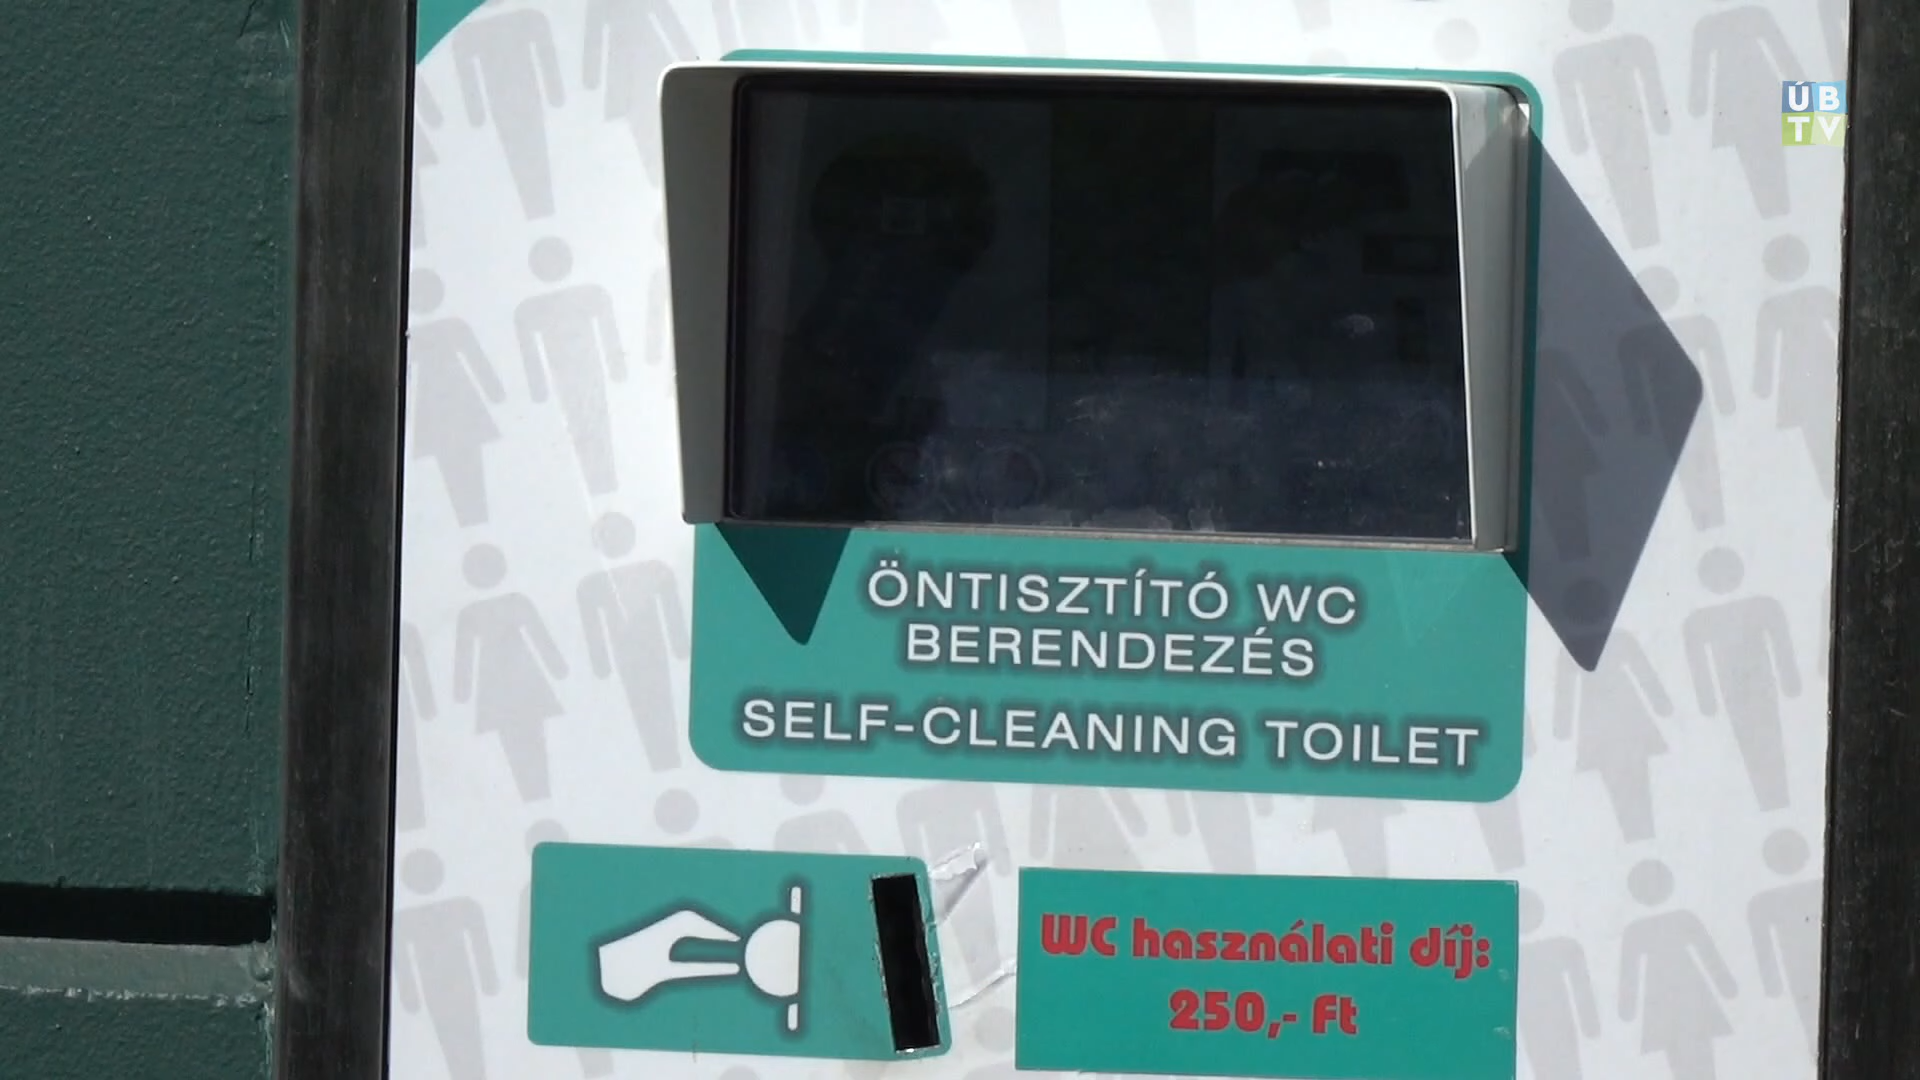 ÚB
TV
ÖNTISZTÍTÓ WC
BERENDEZÉS
SELF-CLEANING TOILET
WC használati díj:
250,- Ft